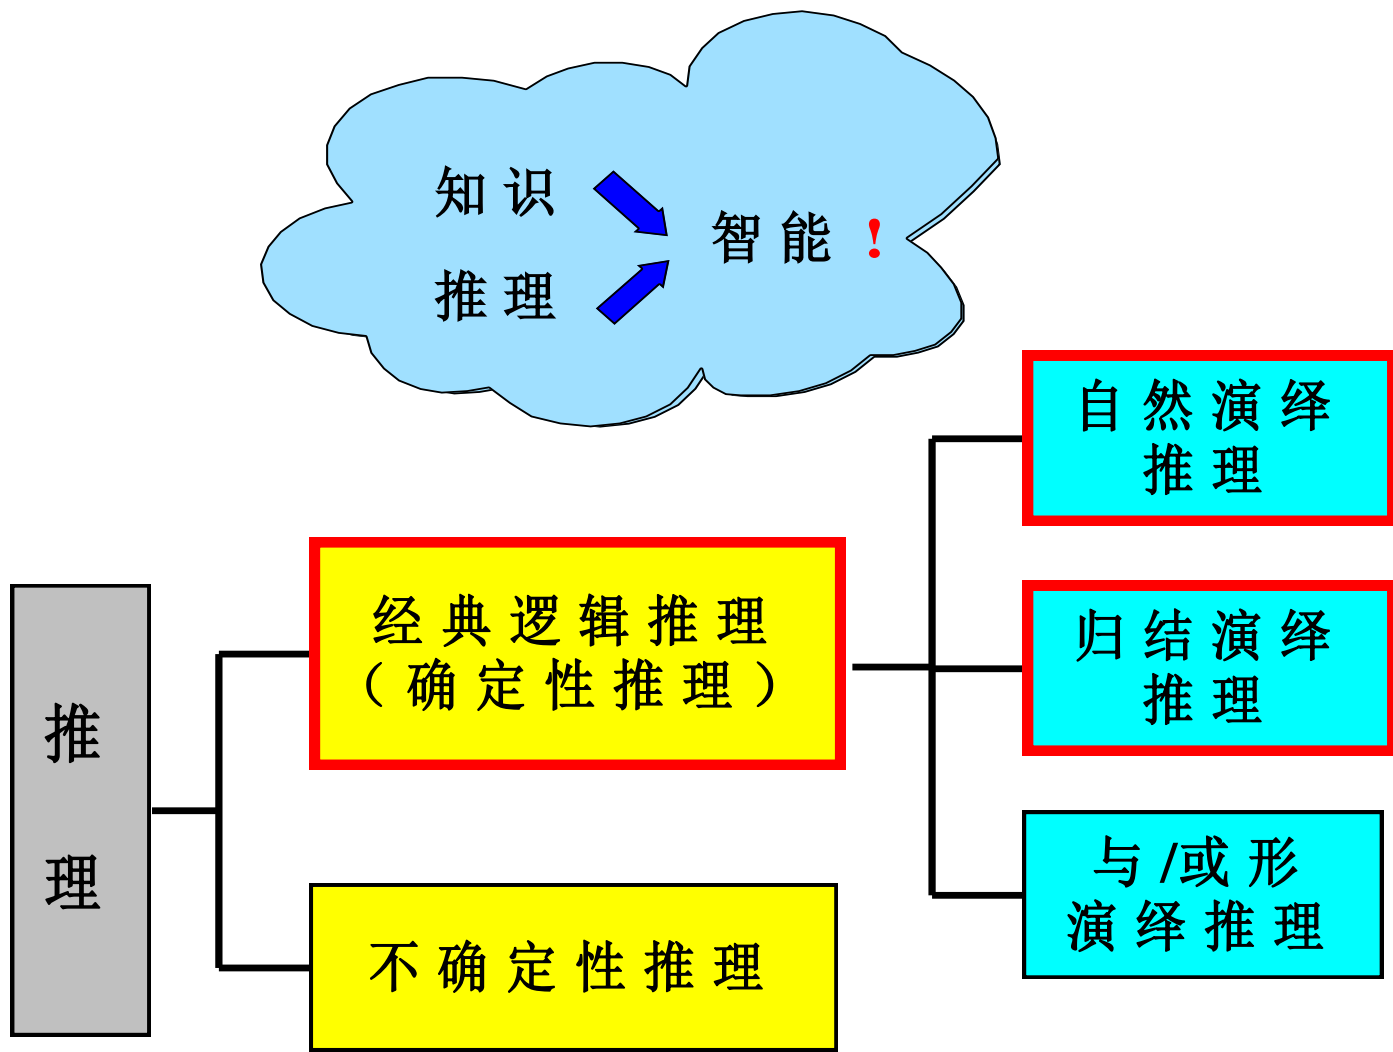 知识
推理
智能！
自然演绎
推理
经典逻辑推理
（确定性推理）
归结演绎
推理
推
理
与/或形
演绎推理
不确定性推理